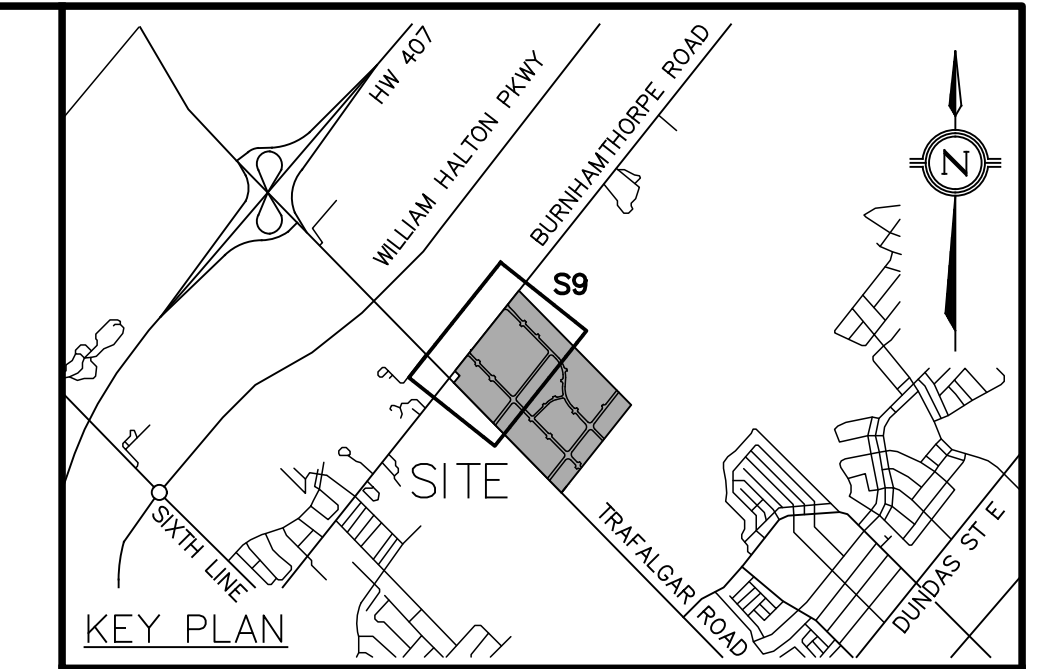 HW 407
WILLIAM HALTON PKWY
BURNHAMTHORPE ROAD
N
S9
SITE
SIXTH LINE
TRAFALGAR ROAD
DUNDAS ST E
KEY PLAN